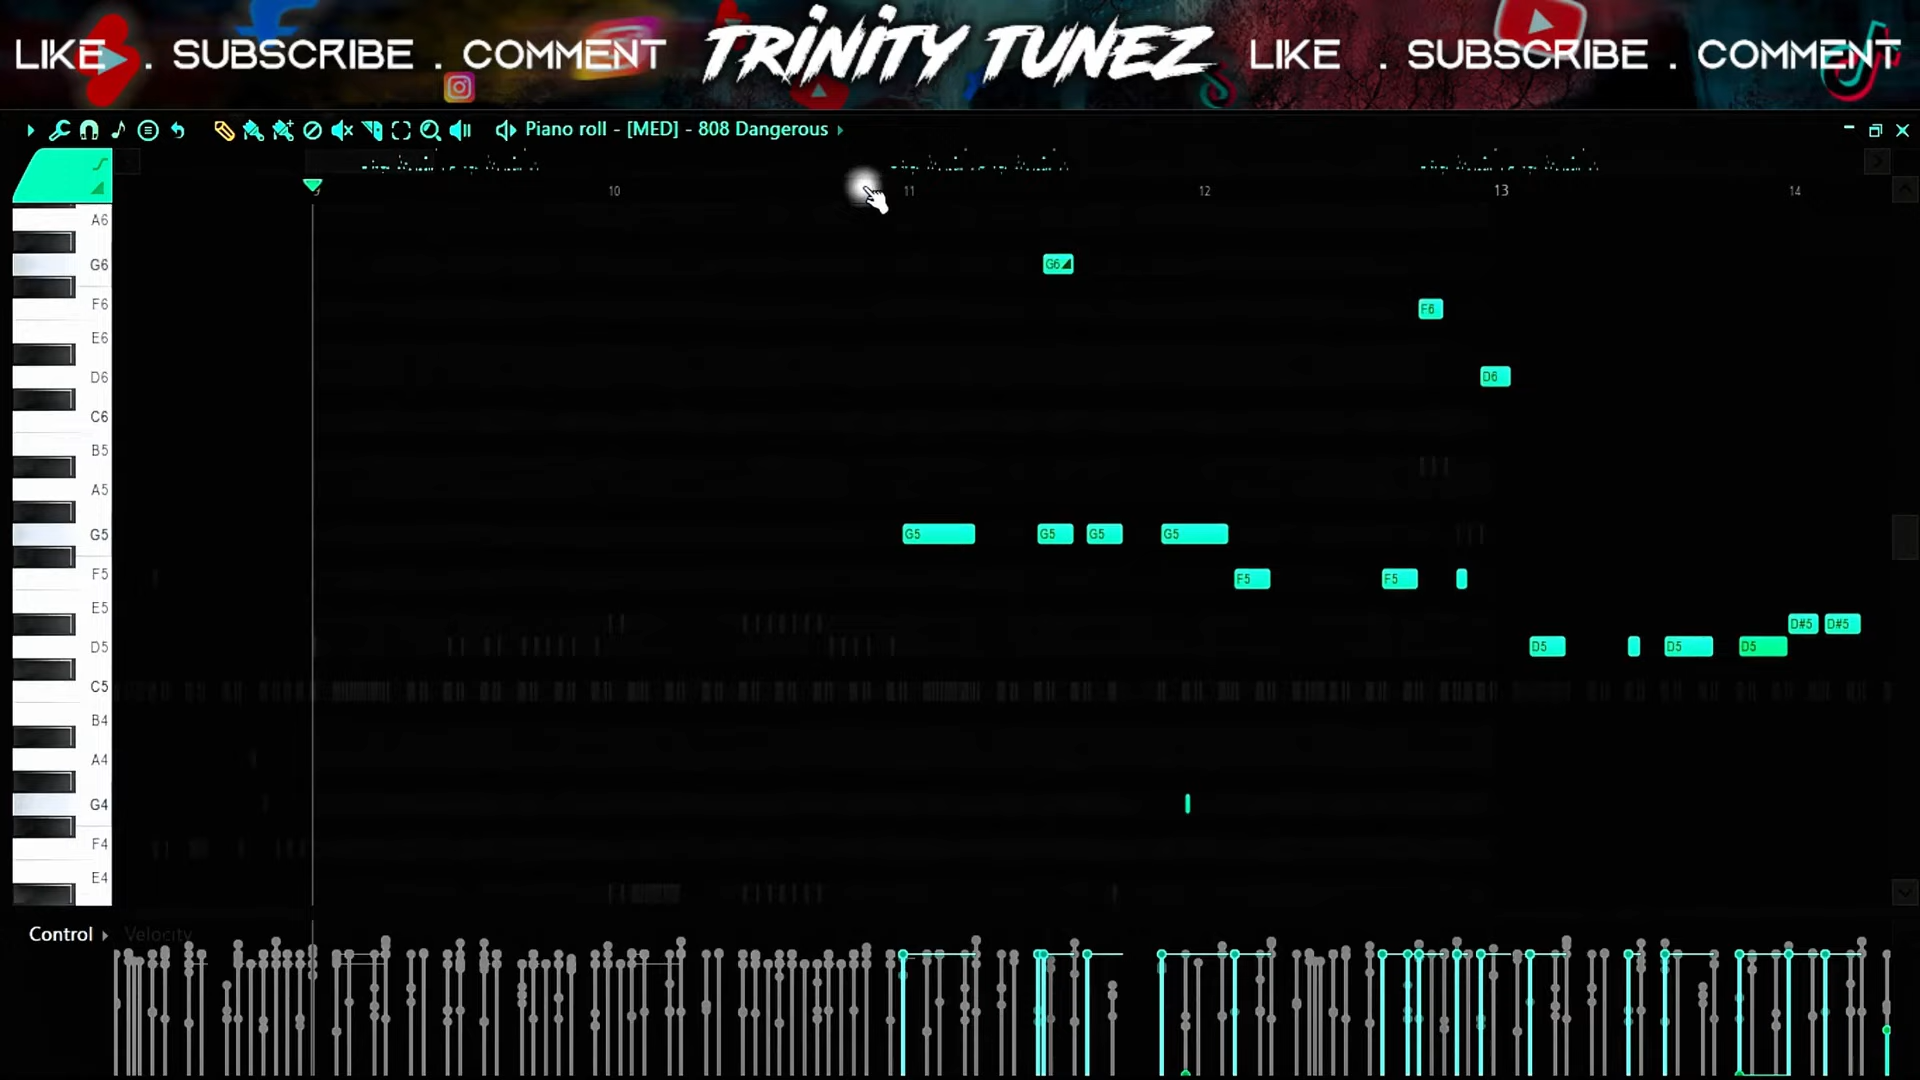 LIKE . SUBSCRIBE . COMMENT TRINITY TUNEZ LIKE . SUBSCRIBE . COMMENT
Piano roll - [MED] - 808 Dangerous
9 10 11 12 13 14
A6
G6 G6
F6 F6
E6
D6 D6
C6
B5
A5
G5 G5 G5 G5 G5
F5 F5 F5
E5
D#5 D#5
D5 D5 D5 D5
C5
B4
A4
G4
F4
E4
Control Velocity